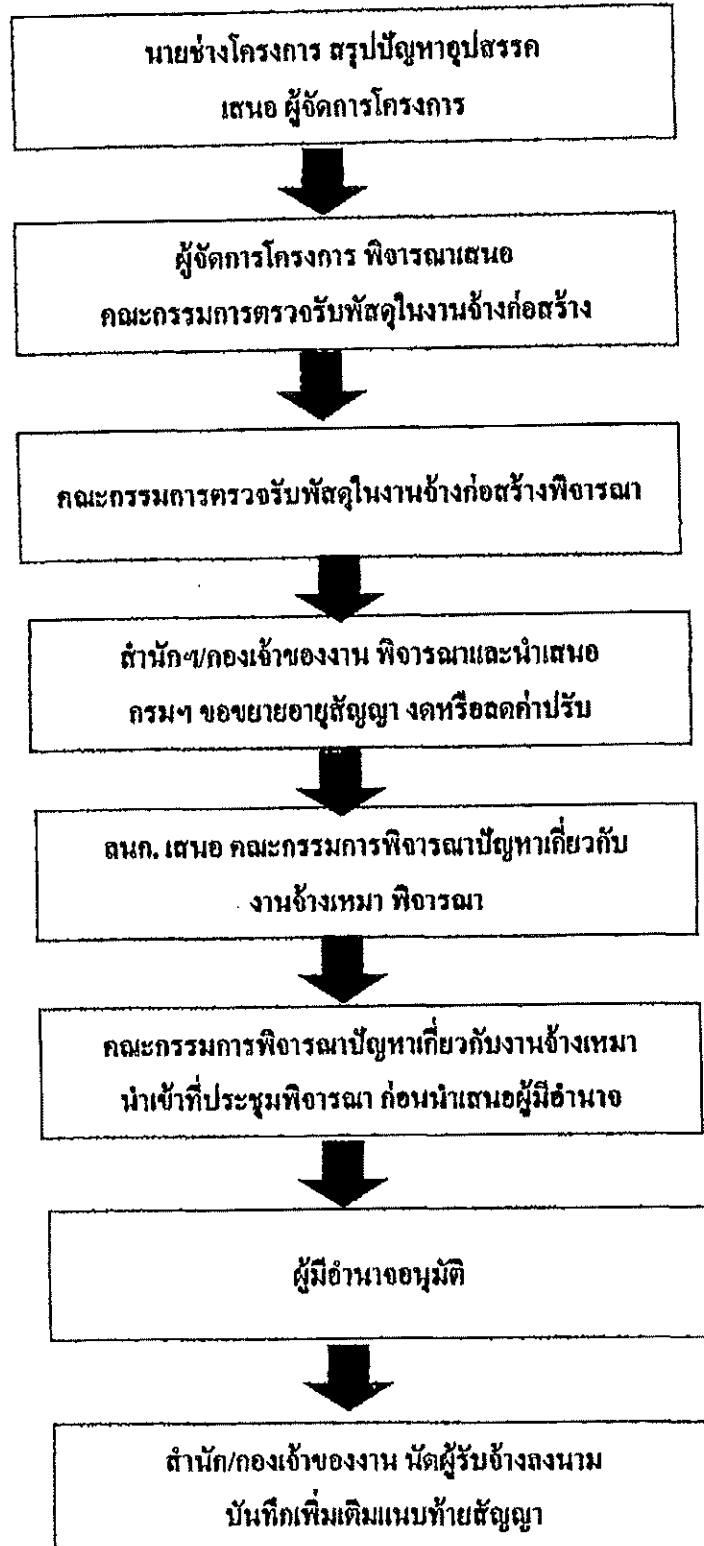 นายช่างโครงการ สรุปปัญหาอุปสรรค
เสนอ ผู้จัดการโครงการ
ผู้จัดการโครงการ พิจารณาเสนอ
คณะกรรมการตรวจรับพัสดุในงานจ้างก่อสร้าง
คณะกรรมการตรวจรับพัสดุในงานจ้างก่อสร้างพิจารณา
สำนักฯ/กองเจ้าของงาน พิจารณาและนำเสนอ
กรมฯ ขอขยายอายุสัญญา งดหรือลดค่าปรับ
ลนก. เสนอ คณะกรรมการพิจารณาปัญหาเกี่ยวกับ
งานจ้างเหมา พิจารณา
คณะกรรมการพิจารณาปัญหาเกี่ยวกับงานจ้างเหมา
นำเข้าที่ประชุมพิจารณา ก่อนนำเสนอผู้มีอำนาจ
ผู้มีอำนาจอนุมัติ
สำนัก/กองเจ้าของงาน นัดผู้รับจ้างลงนาม
บันทึกเพิ่มเติมแนบท้ายสัญญา